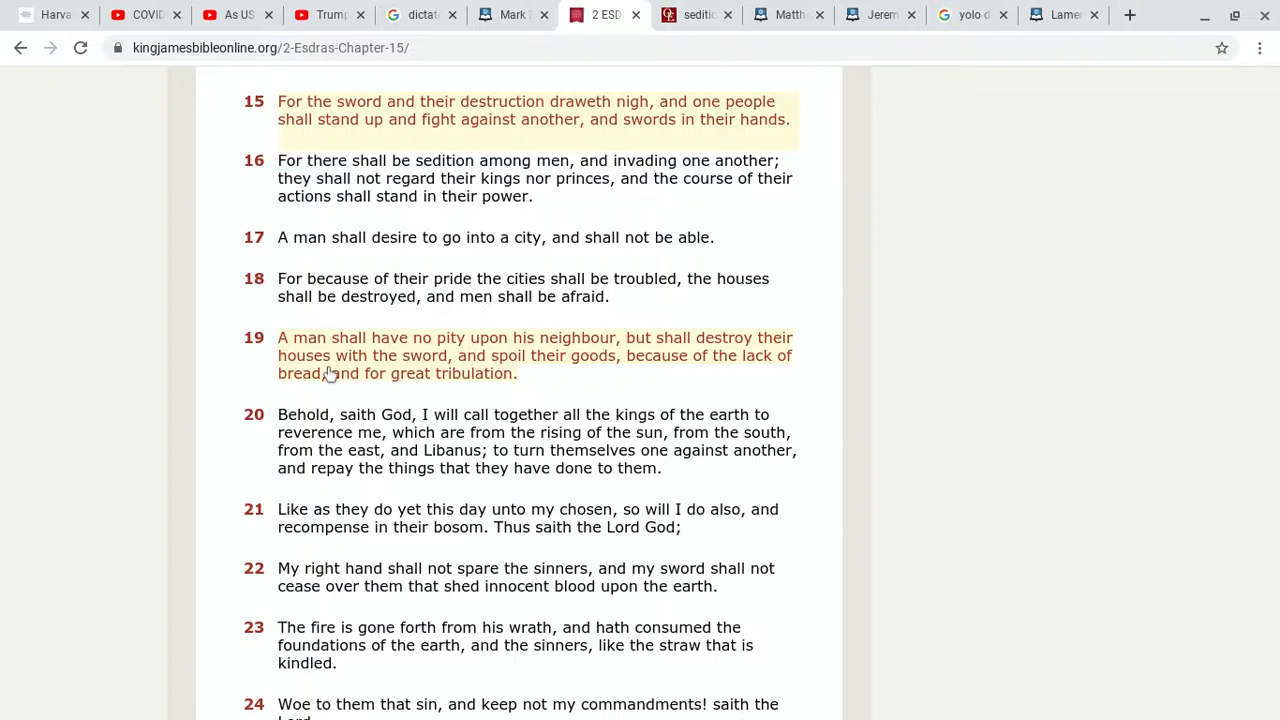 Harva
COVID
As US
Trump
dictate
Mark
2 ESD
seditic
Matth
Jerem
yolo d
Lamer
kingjamesbibleonline.org/2-Esdras-Chapter-15/
15 For the sword and their destruction draweth nigh, and one people
shall stand up and fight against another, and swords in their hands.
16 For there shall be sedition among men, and invading one another;
they shall not regard their kings nor princes, and the course of their
actions shall stand in their power.
17 A man shall desire to go into a city, and shall not be able.
18 For because of their pride the cities shall be troubled, the houses
shall be destroyed, and men shall be afraid.
19 A man shall have no pity upon his neighbour, but shall destroy their
houses with the sword, and spoil their goods, because of the lack of
bread, and for great tribulation.
20 Behold, saith God, I will call together all the kings of the earth to
reverence me, which are from the rising of the sun, from the south,
from the east, and Libanus; to turn themselves one against another,
and repay the things that they have done to them.
21 Like as they do yet this day unto my chosen, so will I do also, and
recompense in their bosom. Thus saith the Lord God;
22 My right hand shall not spare the sinners, and my sword shall not
cease over them that shed innocent blood upon the earth.
23 The fire is gone forth from his wrath, and hath consumed the
foundations of the earth, and the sinners, like the straw that is
kindled.
24 Woe to them that sin, and keep not my commandments! saith the
Lord